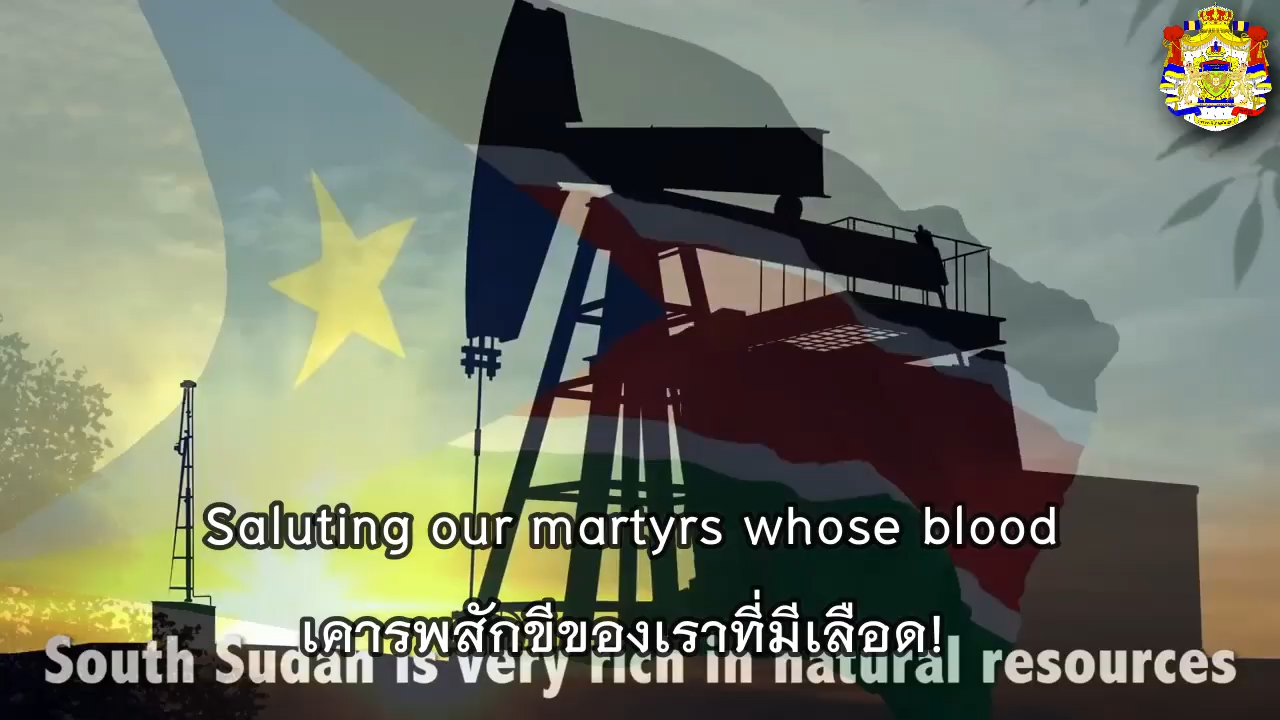 Saluting our martyrs whose blood
เคารพสักขีของเราที่มีเลือด!
South Sudan is very rich in natural resources